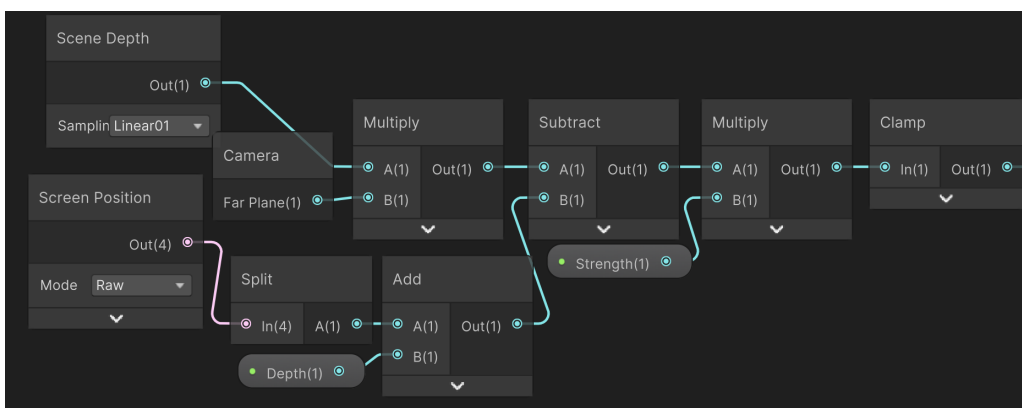 Scene Depth
Out(1)
Samplin Linear01
Camera
Far Plane(1)
Multiply
A(1) Out(1)
B(1)
Subtract
A(1) Out(1)
B(1)
Multiply
A(1) Out(1)
B(1)
Clamp
In(1) Out(1)
Screen Position
Out(4)
Mode Raw
Split
In(4) A(1)
Add
A(1) Out(1)
B(1)
Depth(1)
Strength(1)